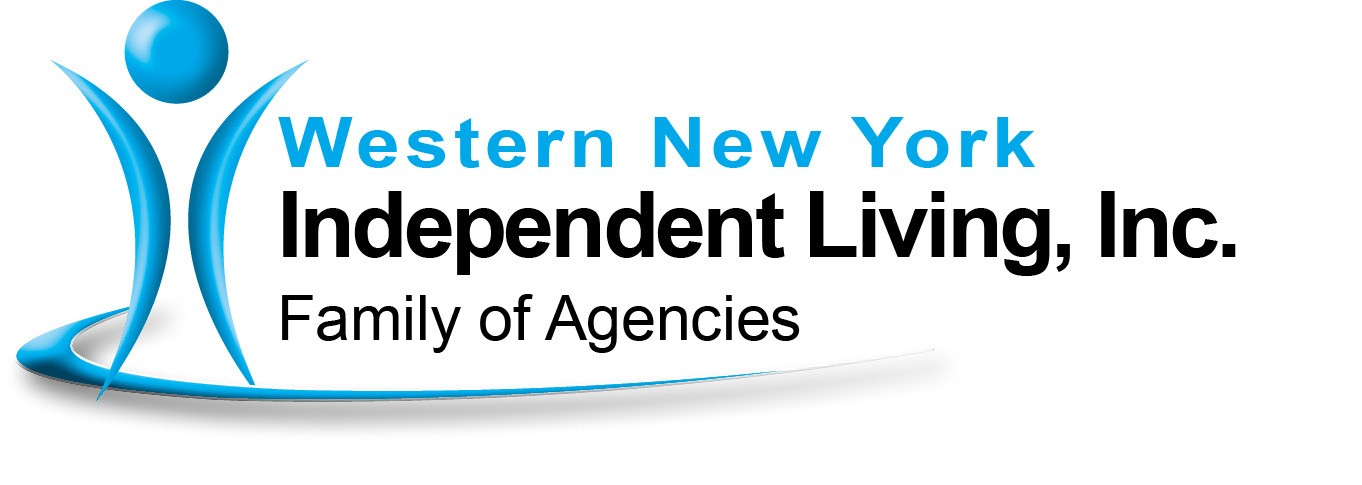 Western New York
Independent Living, Inc.
Family of Agencies